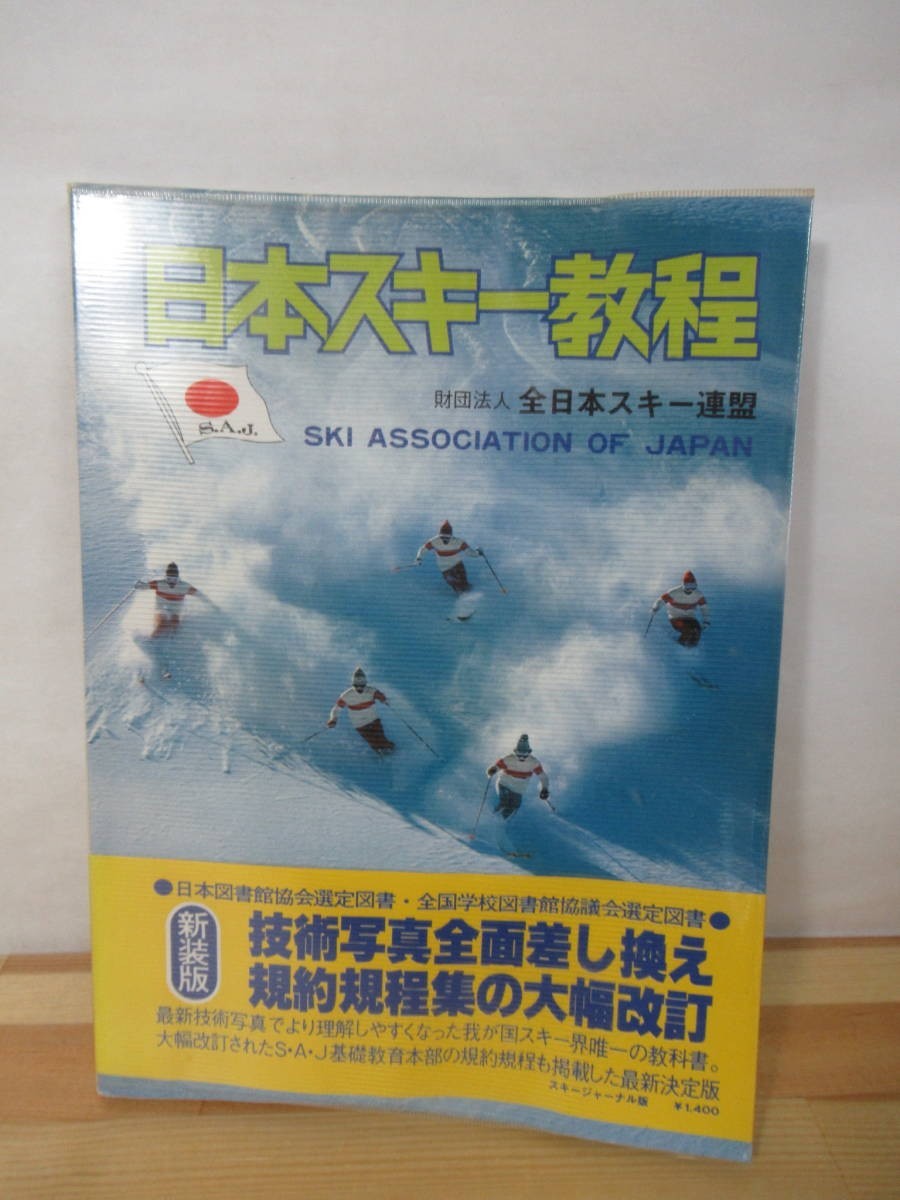 日本スキー教程
S.A.J.
財団法人 全日本スキー連盟
SKI ASSOCIATION OF JAPAN
●日本図書館協会選定図書・全国学校図書館協議会選定図書●
新装版
技術写真全面差し換え
規約規程集の大幅改訂
最新技術写真でより理解しやすくなった我が国スキー界唯一の教科書。
大幅改訂されたS・A・J基礎教育本部の規約規程も掲載した最新決定版
スキージャーナル版 ¥1,400